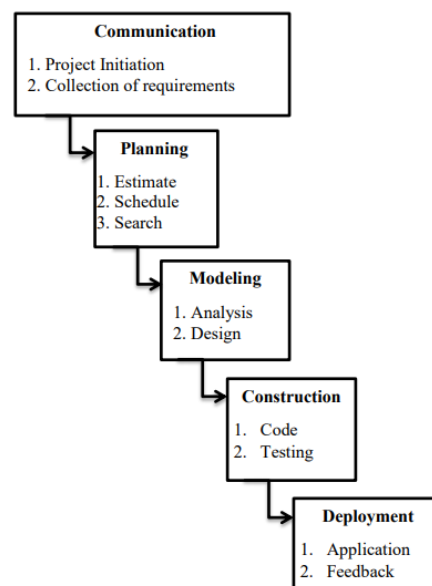 Communication
1. Project Initiation
2. Collection of requirements
Planning
1. Estimate
2. Schedule
3. Search
Modeling
1. Analysis
2. Design
Construction
1. Code
2. Testing
Deployment
1. Application
2. Feedback